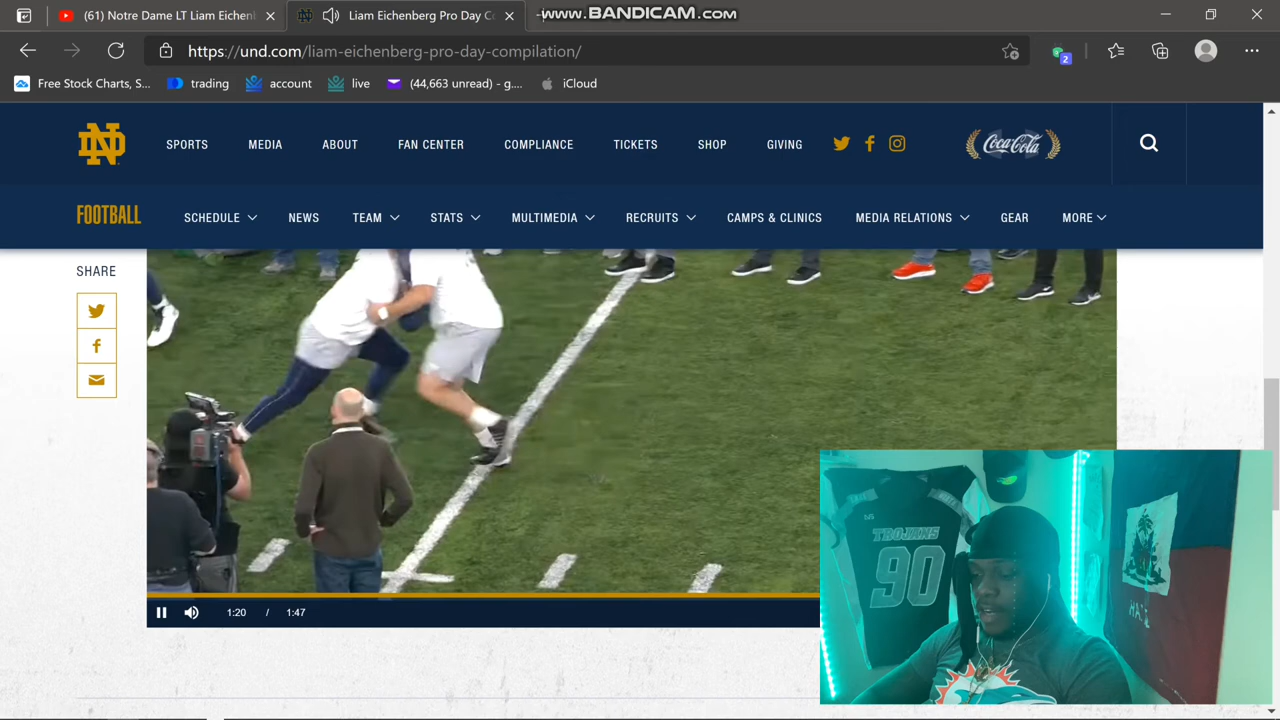 (61) Notre Dame LT Liam Eichenl
Liam Eichenberg Pro Day Co
www.BANDICAM.com
https://und.com/liam-eichenberg-pro-day-compilation/
2
Free Stock Charts, S...
trading
account
live
(44,663 unread) - g....
iCloud
SPORTS
MEDIA
ABOUT
FAN CENTER
COMPLIANCE
TICKETS
SHOP
GIVING
Coca-Cola
FOOTBALL
SCHEDULE
NEWS
TEAM
STATS
MULTIMEDIA
RECRUITS
CAMPS & CLINICS
MEDIA RELATIONS
GEAR
MORE
SHARE
1:20 / 1:47
TROJANS
90